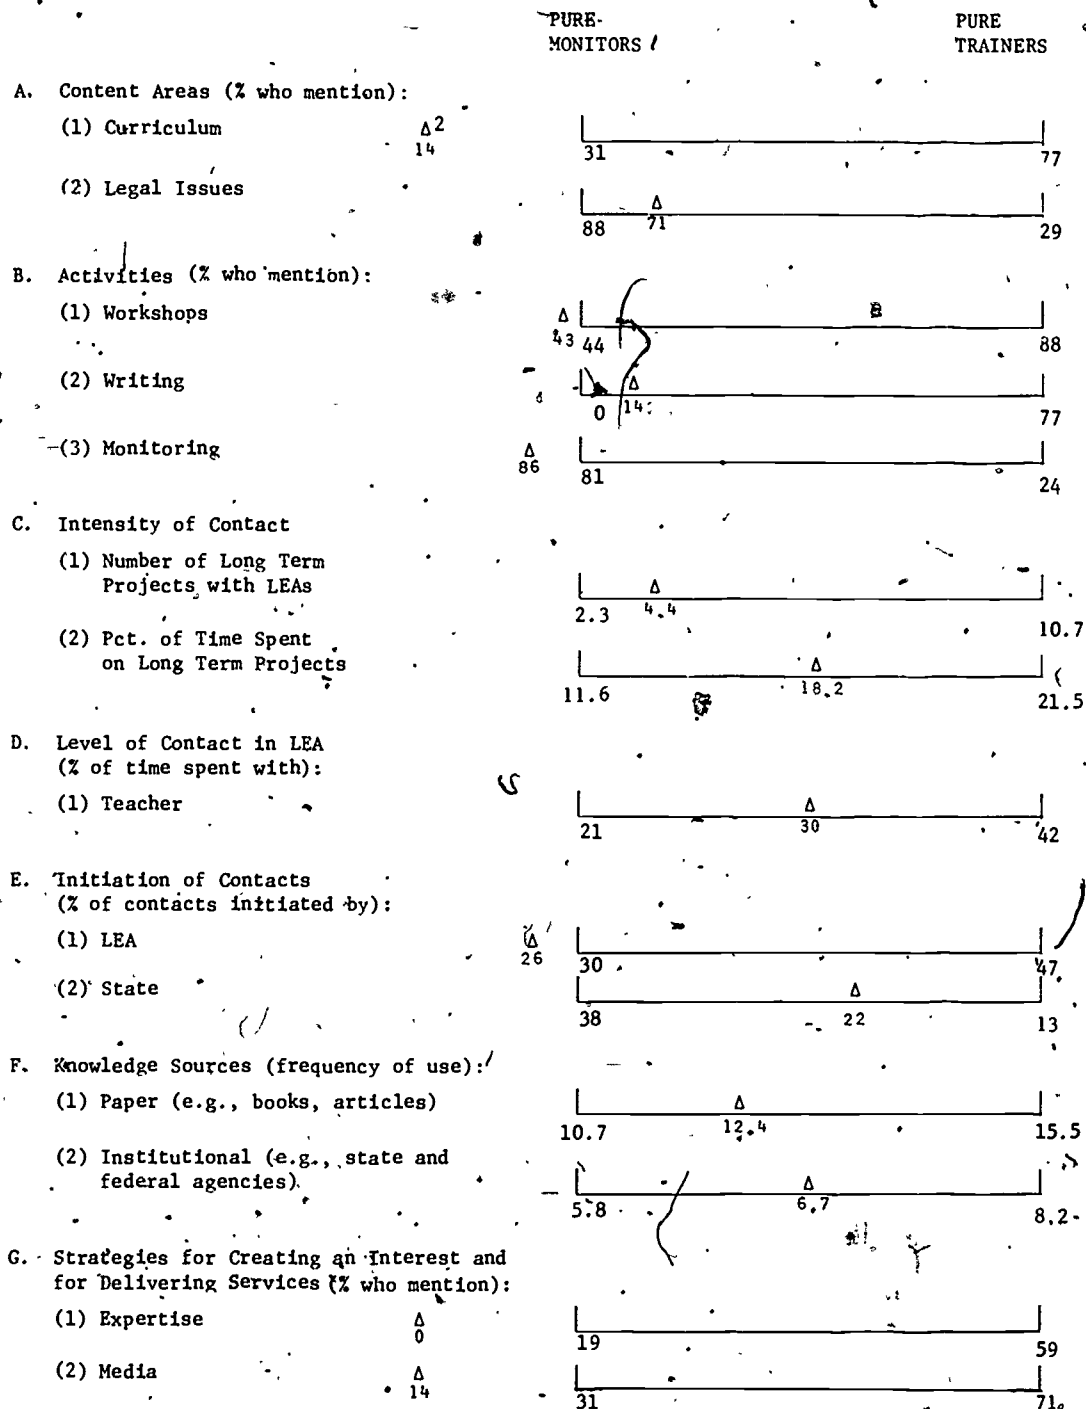 PURE- PURE
MONITORS TRAINERS
A. Content Areas (% who mention):
(1) Curriculum Δ2
14 31 77
(2) Legal Issues Δ
88 71 29
B. Activities (% who mention):
(1) Workshops Δ
43 44 88
(2) Writing Δ
0 14 77
(3) Monitoring Δ
86 81 24
C. Intensity of Contact
(1) Number of Long Term
Projects with LEAs Δ
2.3 4.4 10.7
(2) Pct. of Time Spent
on Long Term Projects Δ
11.6 18.2 21.5
D. Level of Contact in LEA
(% of time spent with):
(1) Teacher Δ
21 30 42
E. Initiation of Contacts
(% of contacts initiated by):
(1) LEA Δ
26 30 47
(2) State Δ
38 22 13
F. Knowledge Sources (frequency of use):
(1) Paper (e.g., books, articles) Δ
10.7 12.4 15.5
(2) Institutional (e.g., state and
federal agencies) Δ
5.8 6.7 8.2
G. Strategies for Creating an Interest and
for Delivering Services (% who mention):
(1) Expertise Δ
0 19 59
(2) Media Δ
14 31 71